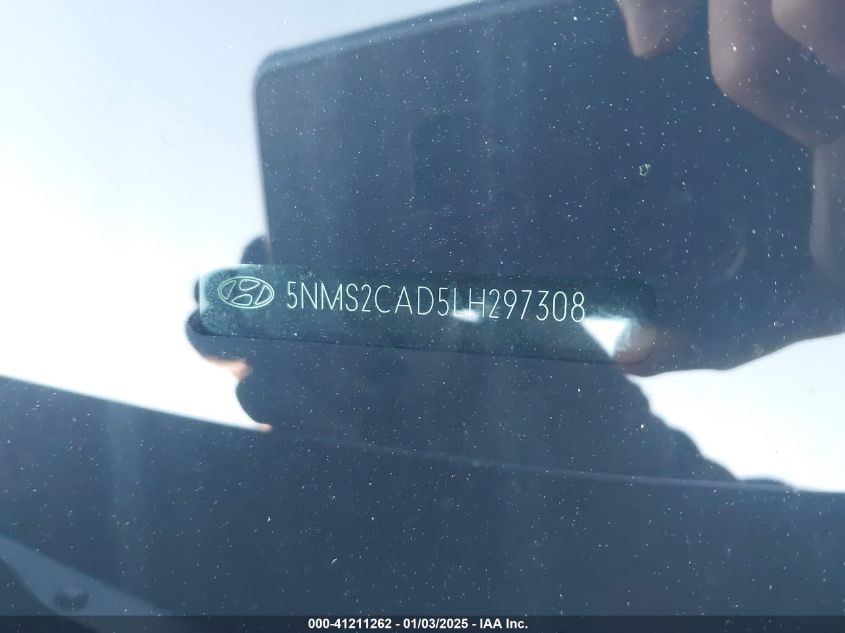 5NMS2CAD5LH297308
000-41211262 - 01/03/2025 - IAA Inc.